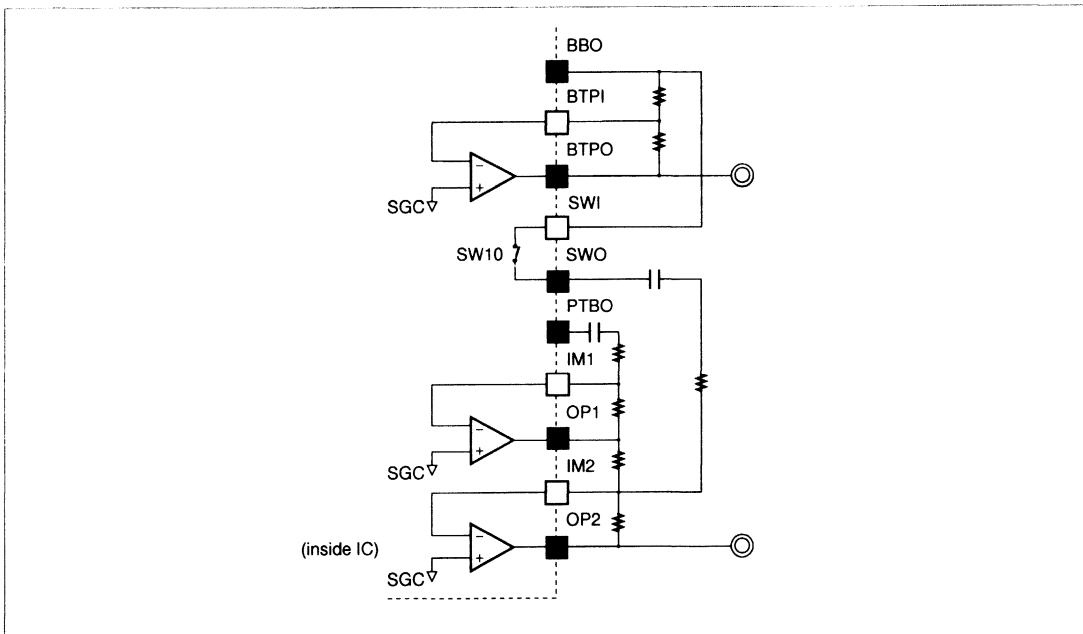 BBO
BTPI
BTPO
−
+
SGC
SWI
SW10
SWO
PTBO
IM1
OP1
−
+
SGC
IM2
OP2
−
+
(inside IC)
SGC